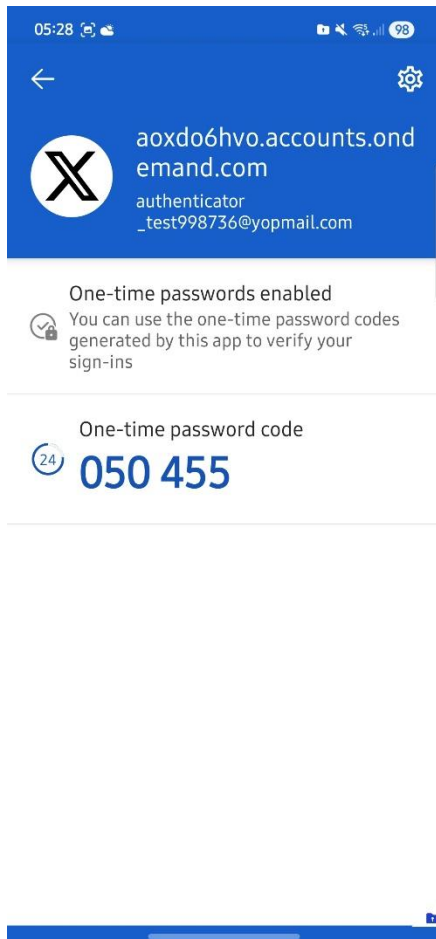 05:28
98
aoxdo6hvo.accounts.ond
emand.com
authenticator
_test998736@yopmail.com
One-time passwords enabled
You can use the one-time password codes
generated by this app to verify your
sign-ins
One-time password code
24
050 455